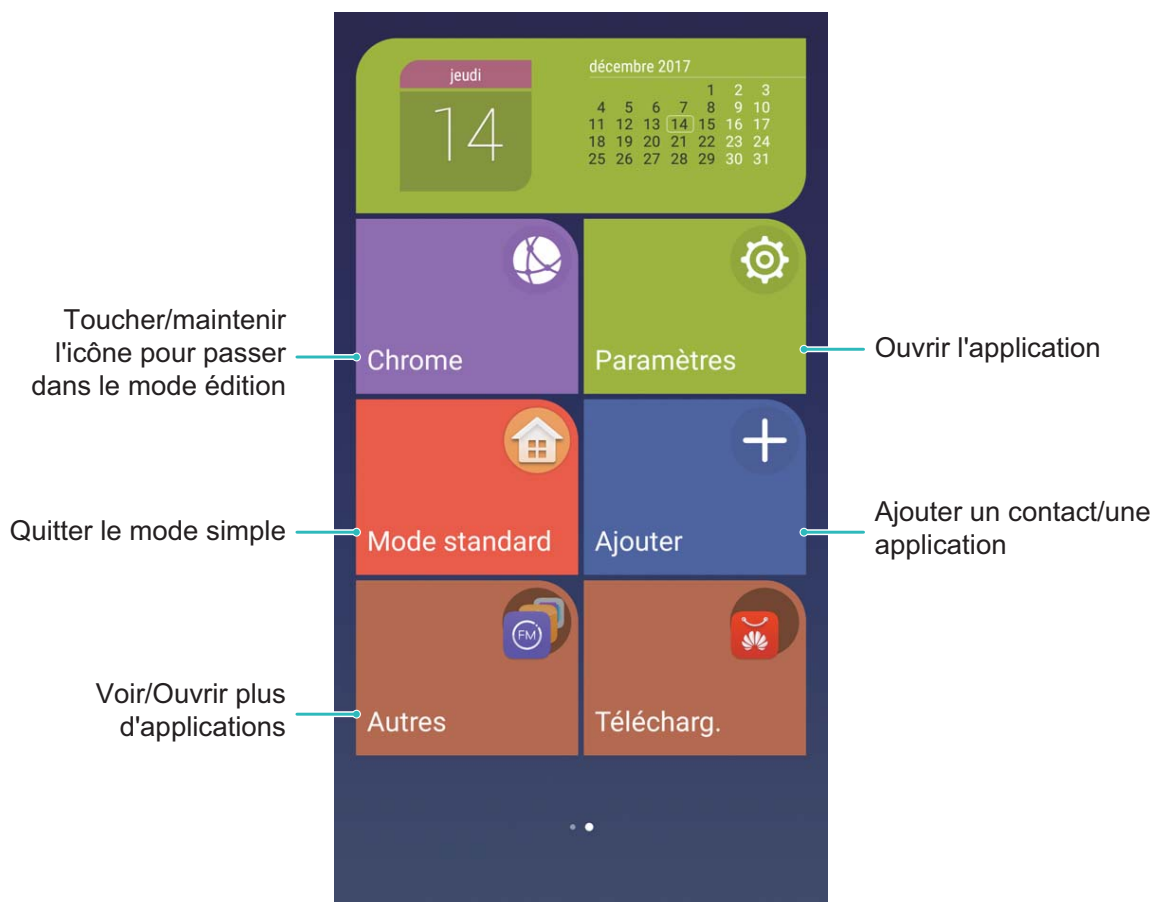 jeudi
14
décembre 2017
1 2 3
4 5 6 7 8 9 10
11 12 13 14 15 16 17
18 19 20 21 22 23 24
25 26 27 28 29 30 31
Toucher/maintenir
l'icône pour passer
dans le mode édition
Chrome
Paramètres
Ouvrir l'application
Quitter le mode simple
Mode standard
Ajouter
Ajouter un contact/une
application
Voir/Ouvrir plus
d'applications
FM
Autres
Télécharg.